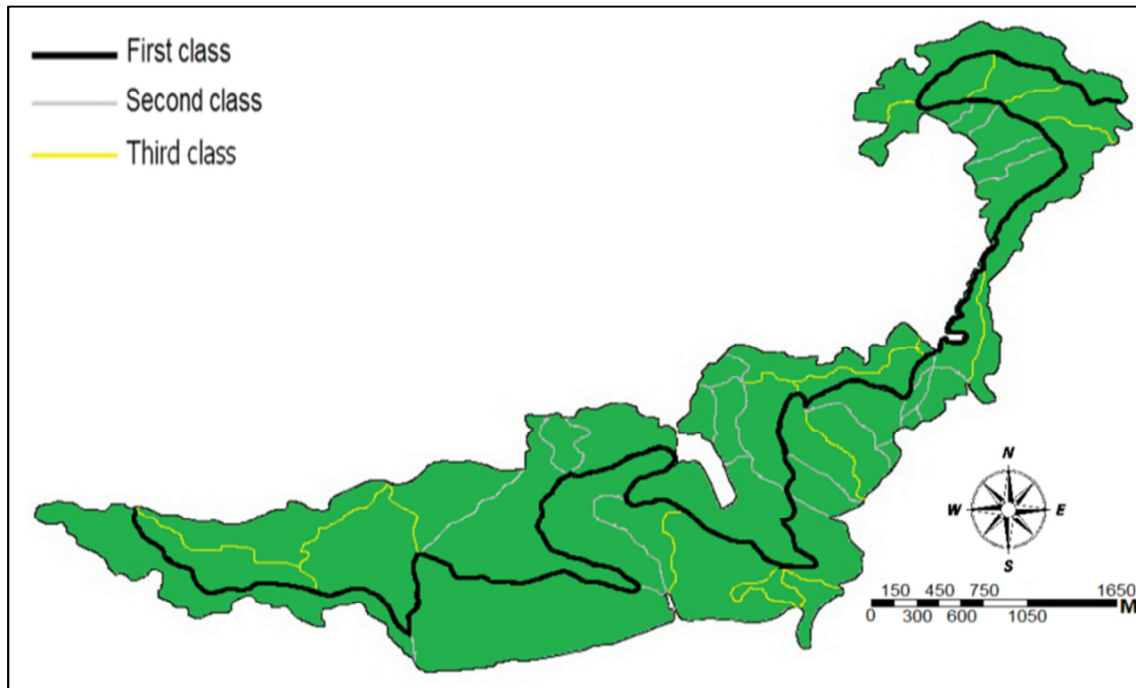 First class
Second class
Third class
N
W E
S
150 450 750 1650
M
0 300 600 1050